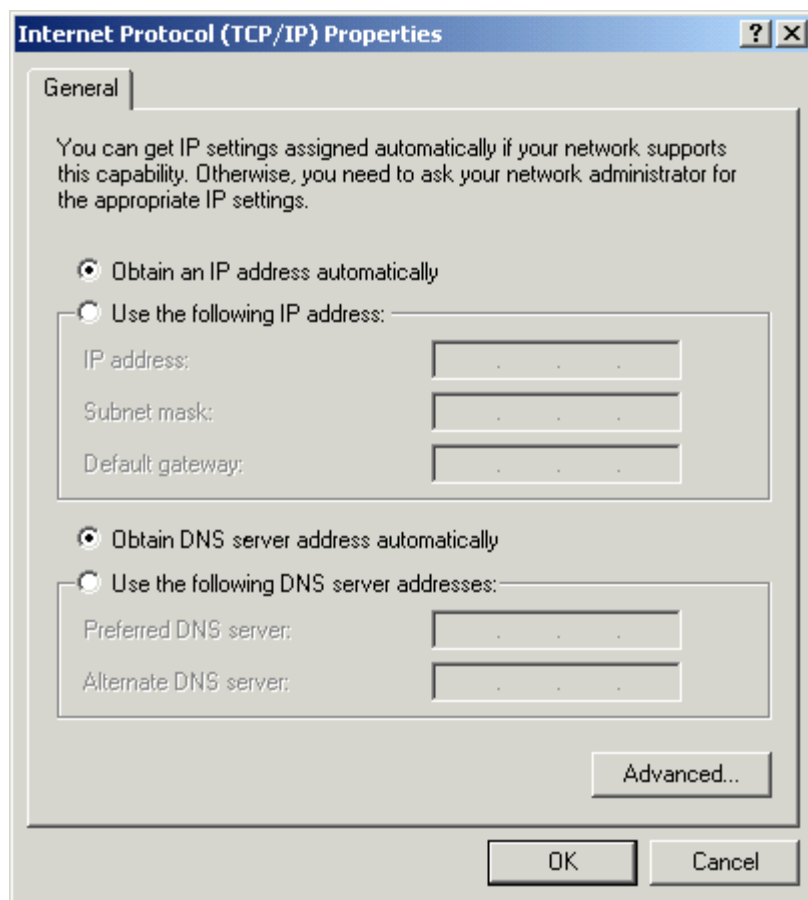 Internet Protocol (TCP/IP) Properties
General
You can get IP settings assigned automatically if your network supports
this capability. Otherwise, you need to ask your network administrator for
the appropriate IP settings.
Obtain an IP address automatically
Use the following IP address:
IP address:
Subnet mask:
Default gateway:
Obtain DNS server address automatically
Use the following DNS server addresses:
Preferred DNS server:
Alternate DNS server:
Advanced...
OK
Cancel